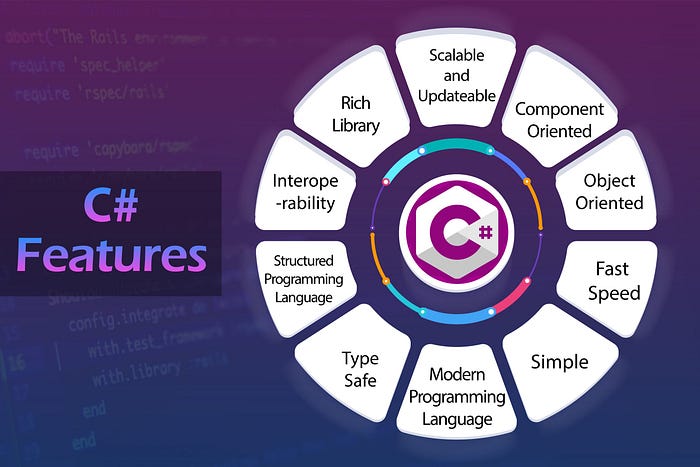 abort("The Rails environment
require 'spec_helper'
require 'rspec/rails'
require 'capybara/rspec
C#
Features
config.integrate
with.test_framework
with.library :rails
end
end
15
16
Scalable
and
Updateable
Component
Oriented
Object
Oriented
Fast
Speed
Simple
Modern
Programming
Language
Type
Safe
Structured
Programming
Language
Interope
-rability
Rich
Library
C#